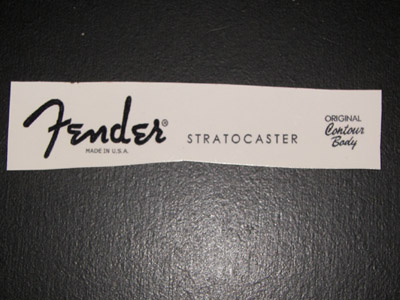 Fender®
MADE IN U.S.A.
STRATOCASTER
ORIGINAL
Contour
Body